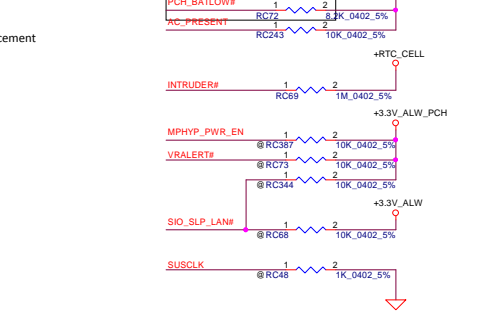 PCH_BATLOW# 1 2
RC72 8.2K_0402_5%
AC_PRESENT 1 2
RC243 10K_0402_5%
cement
+RTC_CELL
INTRUDER# 1 2
RC69 1M_0402_5%
+3.3V_ALW_PCH
MPHYP_PWR_EN 1 2
@RC387 10K_0402_5%
VRALERT# 1 2
@RC73 10K_0402_5%
1 2
@RC344 10K_0402_5%
+3.3V_ALW
SIO_SLP_LAN# 1 2
@RC68 10K_0402_5%
SUSCLK 1 2
@RC48 1K_0402_5%